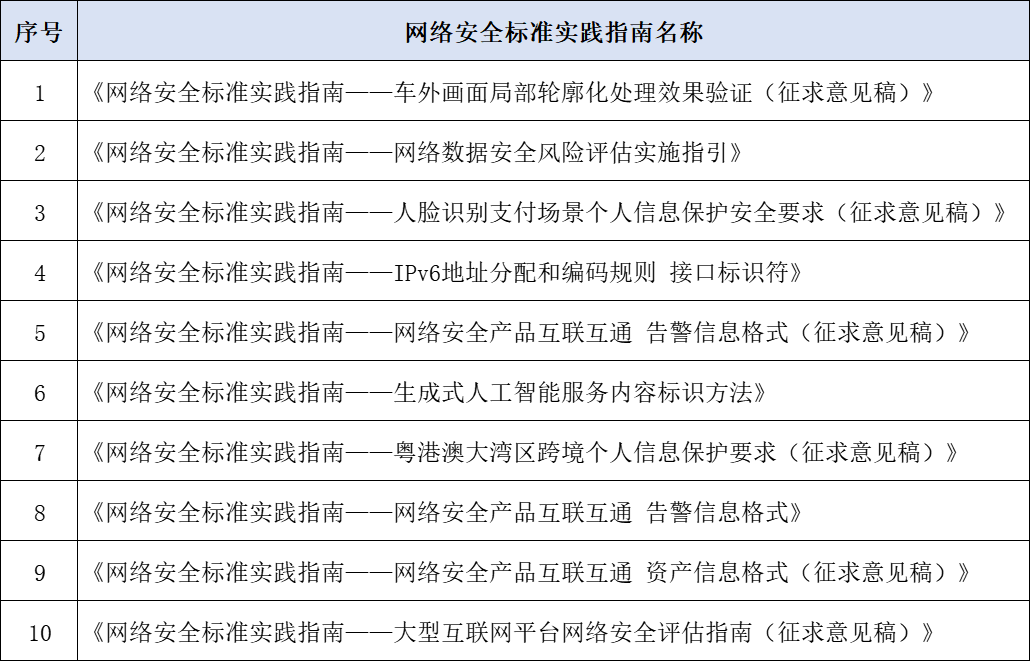 序号 网络安全标准实践指南名称
1 《网络安全标准实践指南——车外画面局部轮廓化处理效果验证（征求意见稿）》
2 《网络安全标准实践指南——网络数据安全风险评估实施指引》
3 《网络安全标准实践指南——人脸识别支付场景个人信息保护安全要求（征求意见稿）》
4 《网络安全标准实践指南——IPv6地址分配和编码规则 接口标识符》
5 《网络安全标准实践指南——网络安全产品互联互通 告警信息格式（征求意见稿）》
6 《网络安全标准实践指南——生成式人工智能服务内容标识方法》
7 《网络安全标准实践指南——粤港澳大湾区跨境个人信息保护要求（征求意见稿）》
8 《网络安全标准实践指南——网络安全产品互联互通 告警信息格式》
9 《网络安全标准实践指南——网络安全产品互联互通 资产信息格式（征求意见稿）》
10 《网络安全标准实践指南——大型互联网平台网络安全评估指南（征求意见稿）》